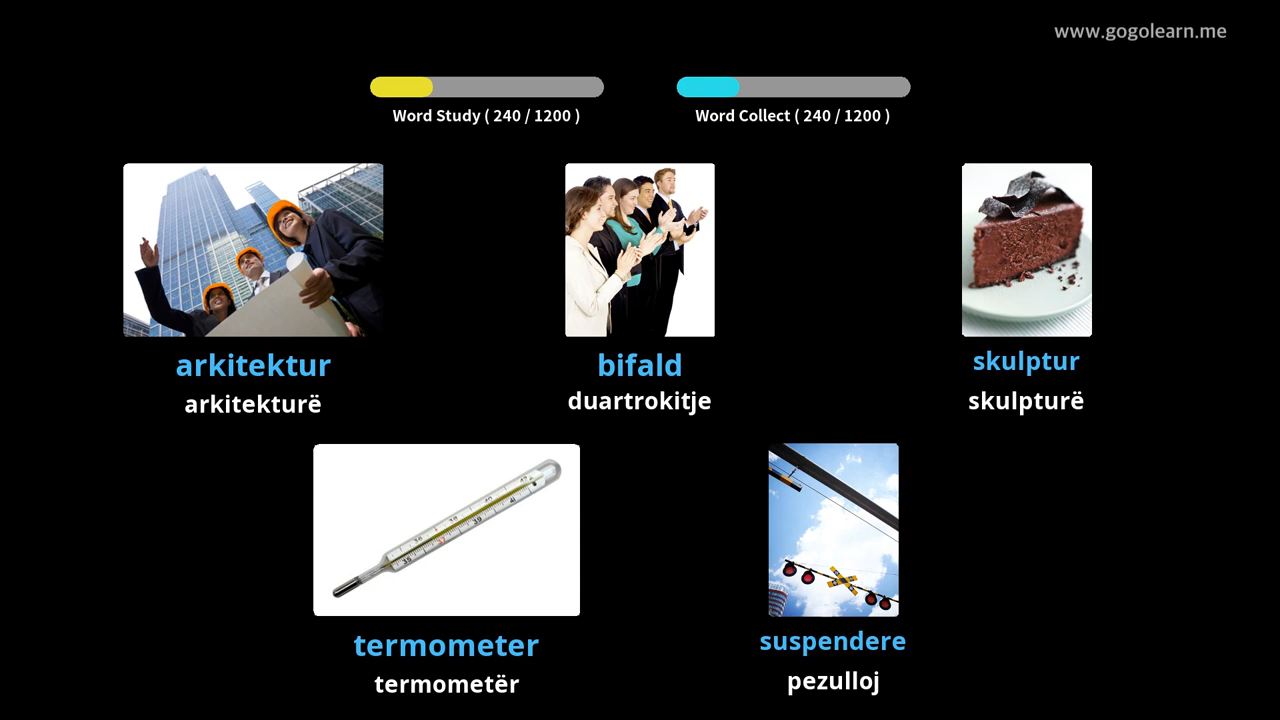 www.gogolearn.me
Word Study ( 240 / 1200 )
Word Collect ( 240 / 1200 )
arkitektur
arkitekturë
bifald
duartrokitje
skulptur
skulpturë
termometer
termometër
suspendere
pezulloj